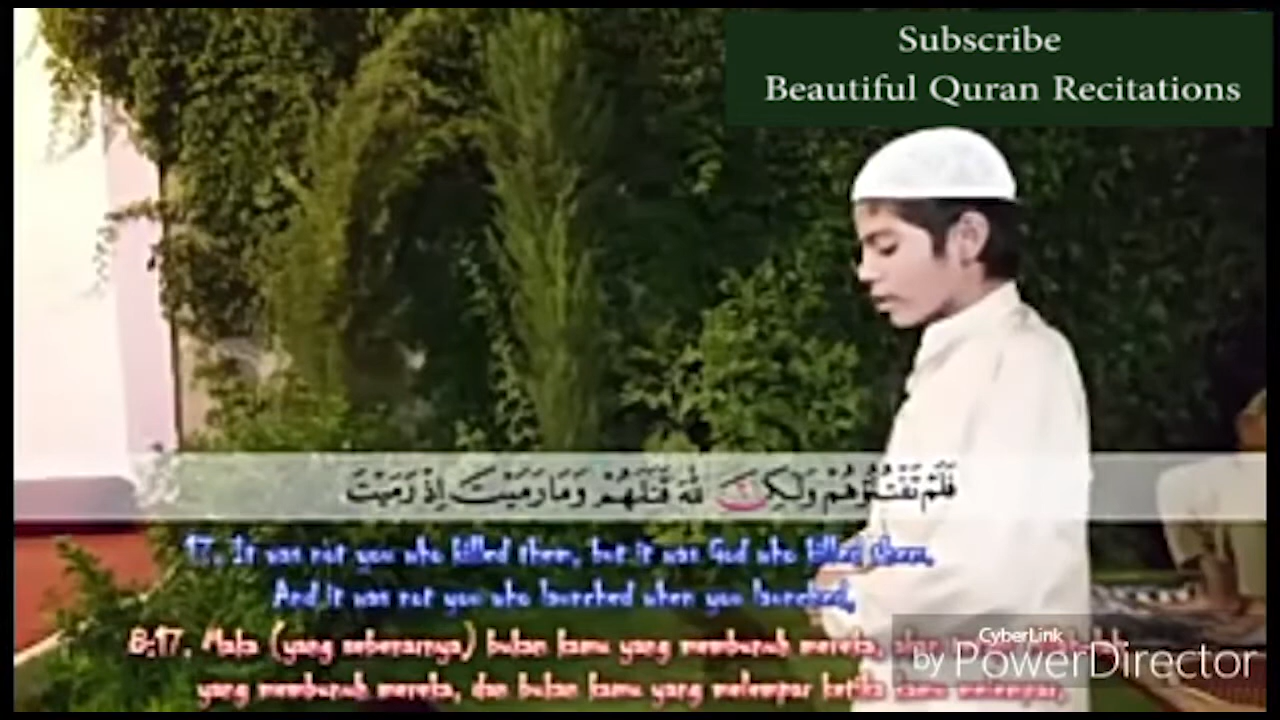 Subscribe
Beautiful Quran Recitations
فَلَمْ تَقْتُلُوهُمْ وَلَٰكِنَّ ٱللَّهَ قَتَلَهُمْ وَمَا رَمَيْتَ إِذْ رَمَيْتَ
17. It was not you who killed them, but it was God who killed them,
And it was not you who launched when you launched,
8:17. Maka (yang sebenarnya) bukan kamu yang membunuh mereka,
yang membunuh mereka, dan bukan kamu yang melempar ketika kamu melempar,
CyberLink
by PowerDirector